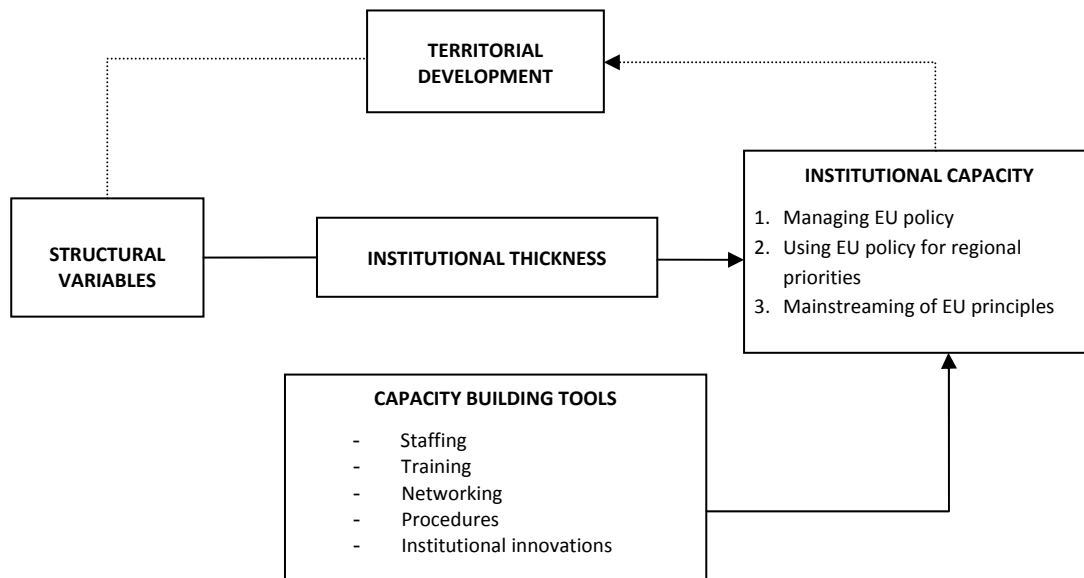 TERRITORIAL
DEVELOPMENT
INSTITUTIONAL CAPACITY
1. Managing EU policy
2. Using EU policy for regional
priorities
3. Mainstreaming of EU principles
STRUCTURAL
VARIABLES
INSTITUTIONAL THICKNESS
CAPACITY BUILDING TOOLS
- Staffing
- Training
- Networking
- Procedures
- Institutional innovations